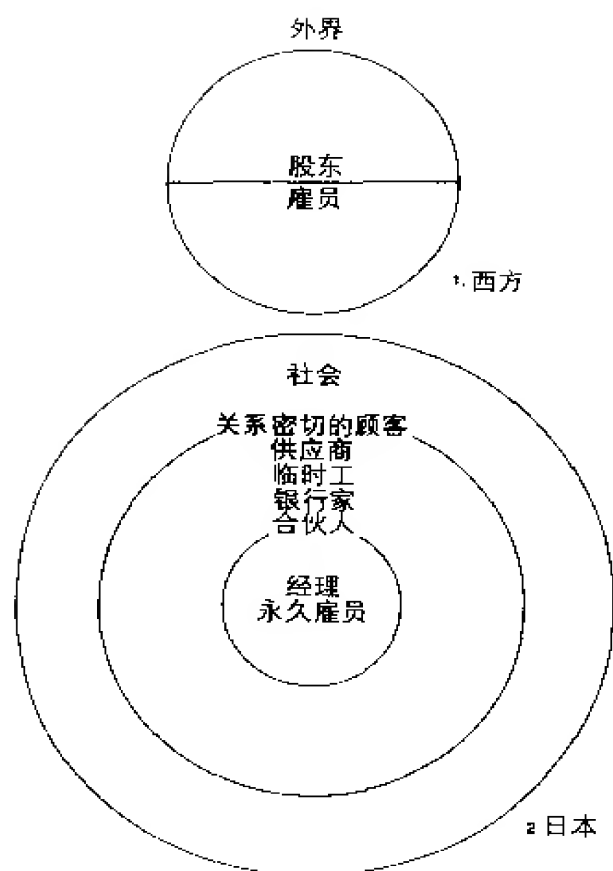 外界
股东
雇员
1.西方
社会
关系密切的顾客
供应商
临时工
银行家
合伙人
经理
永久雇员
2 日本